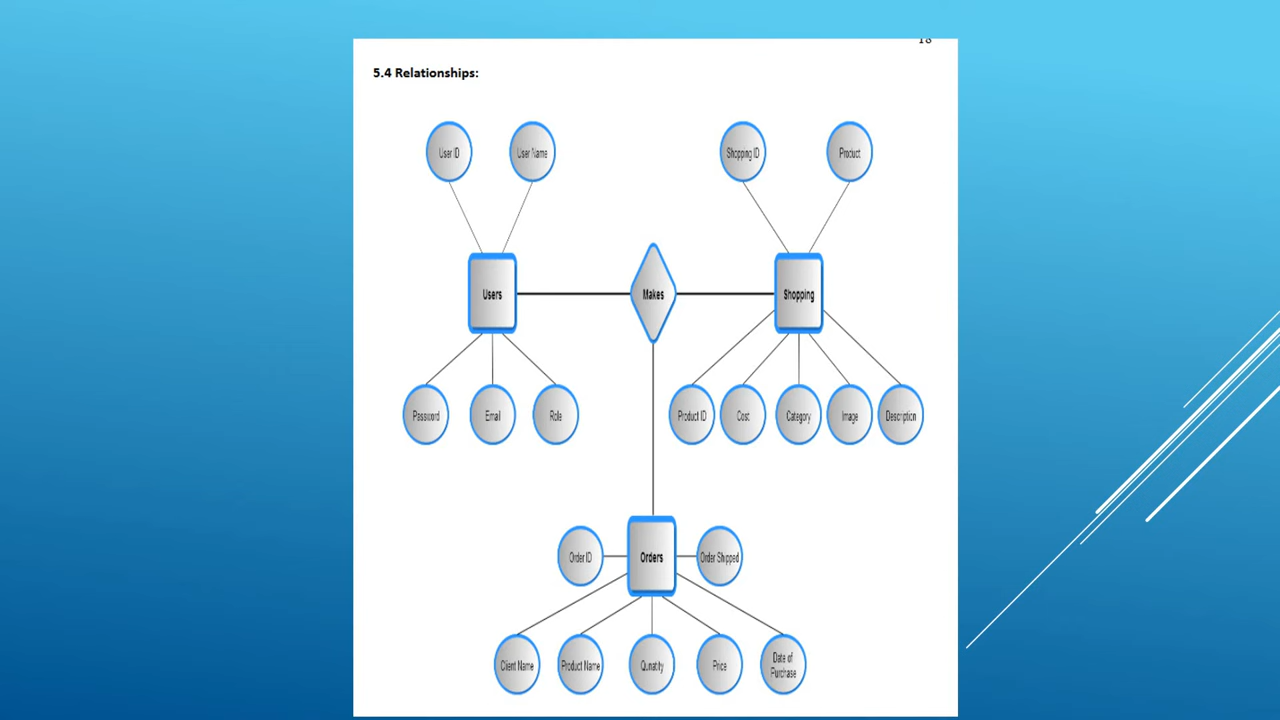 18
5.4 Relationships:
User ID
User Name
Shopping ID
Product
Users
Makes
Shopping
Password
Email
Role
Product ID
Cost
Category
Image
Description
Order ID
Orders
Order Shipped
Client Name
Product Name
Qunatity
Price
Date of
Purchase